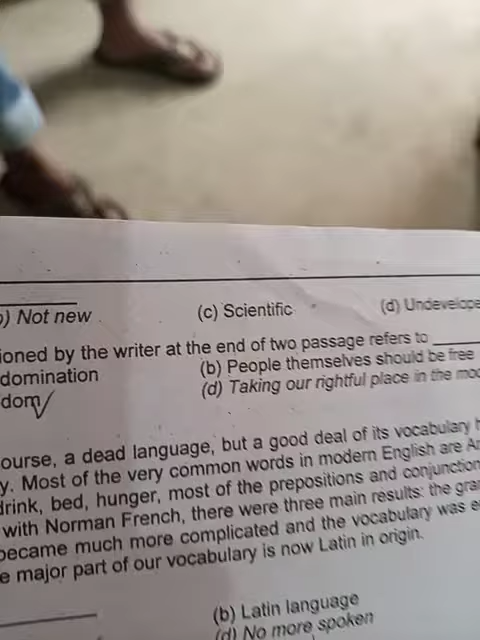 ) Not new (c) Scientific (d) Undevelope
ioned by the writer at the end of two passage refers to
domination (b) People themselves should be free
dom (d) Taking our rightful place in the mod
ourse, a dead language, but a good deal of its vocabulary h
y. Most of the very common words in modern English are An
drink, bed, hunger, most of the prepositions and conjunction
with Norman French, there were three main results: the gra
became much more complicated and the vocabulary was e
e major part of our vocabulary is now Latin in origin.
(b) Latin language
(d) No more spoken